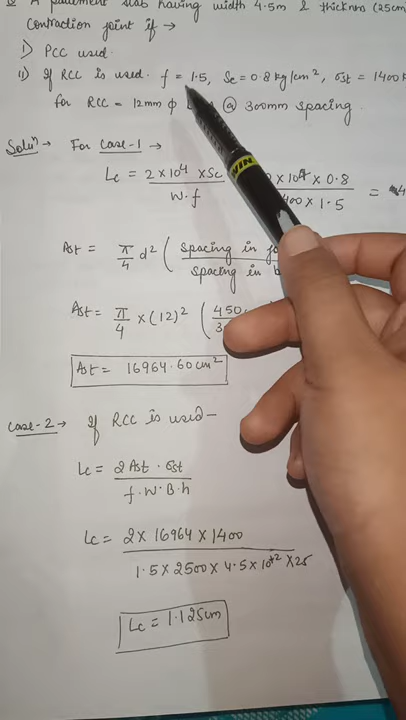 A pavement slab having width 4.5m & thickness (25cm
Contraction joint if →
i) PCC used.
ii) If RCC is used. f = 1.5, Sc = 0.8 kg/cm², σst = 1400
for RCC = 12mm φ @ 300mm spacing.
Solⁿ) → For Case-1 →
Lc = 2 × 10⁴ × Sc / W. f × 10⁴ × 0.8 / 400 × 1.5 =
Ast = π/4 d² ( spacing in / spacing in
Ast = π/4 × (12)² ( 450 / 3
Ast = 16964.60 cm²
Case-2 → If RCC is used —
Lc = 2 Ast . σst / f. W. B. h
Lc = 2 × 16964 × 1400 / 1.5 × 2500 × 4.5 × 10⁺² × 25
Lc = 1.125cm